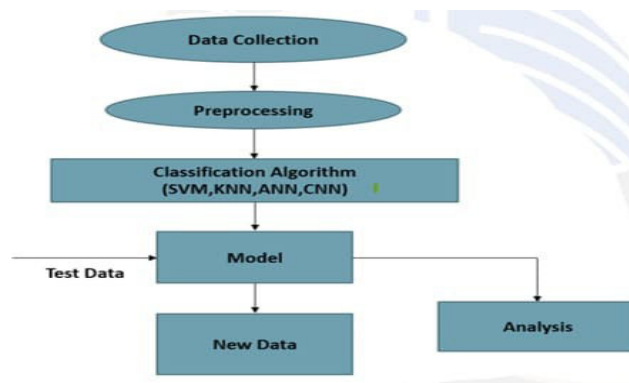 Data Collection
Preprocessing
Classification Algorithm
(SVM,KNN,ANN,CNN)
Model
Test Data
New Data
Analysis